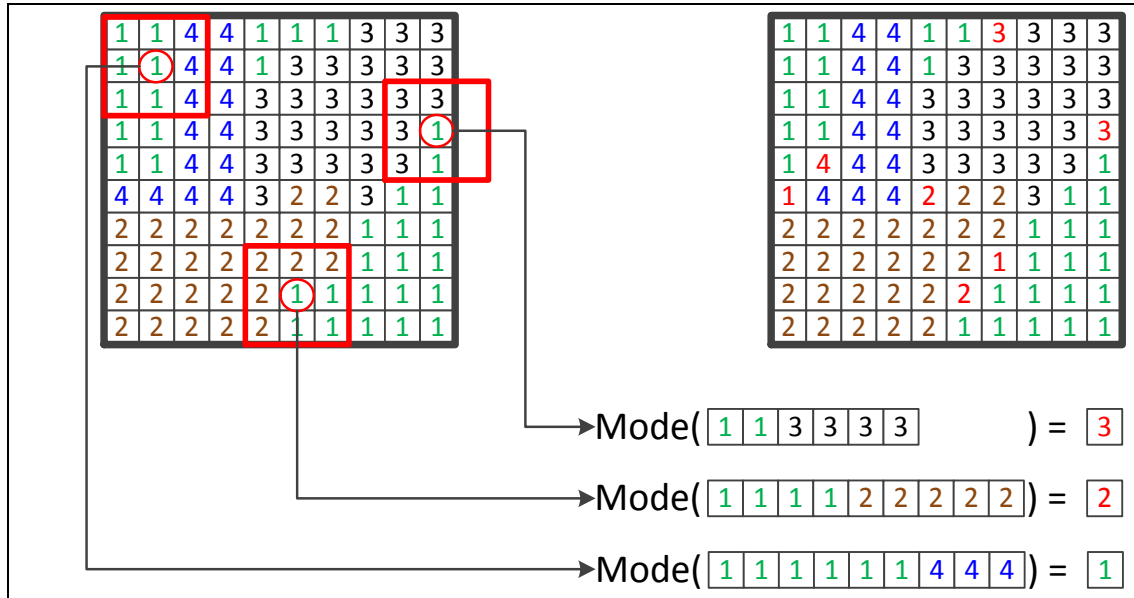 1 1 4 4 1 1 1 3 3 3 1 1 4 4 1 1 3 3 3 3
1 1 4 4 1 3 3 3 3 3 1 1 4 4 1 3 3 3 3 3
1 1 4 4 3 3 3 3 3 3 1 1 4 4 3 3 3 3 3 3
1 1 4 4 3 3 3 3 3 1 1 1 4 4 3 3 3 3 3 3
1 1 4 4 3 3 3 3 3 1 1 4 4 4 3 3 3 3 3 1
4 4 4 4 3 2 2 3 1 1 1 4 4 4 2 2 2 3 1 1
2 2 2 2 2 2 2 1 1 1 2 2 2 2 2 2 2 1 1 1
2 2 2 2 2 2 2 1 1 1 2 2 2 2 2 2 1 1 1 1
2 2 2 2 2 1 1 1 1 1 2 2 2 2 2 2 1 1 1 1
2 2 2 2 2 1 1 1 1 1 2 2 2 2 2 1 1 1 1 1
Mode( 1 1 3 3 3 3 ) = 3
Mode( 1 1 1 1 2 2 2 2 2 ) = 2
Mode( 1 1 1 1 1 1 4 4 4 ) = 1